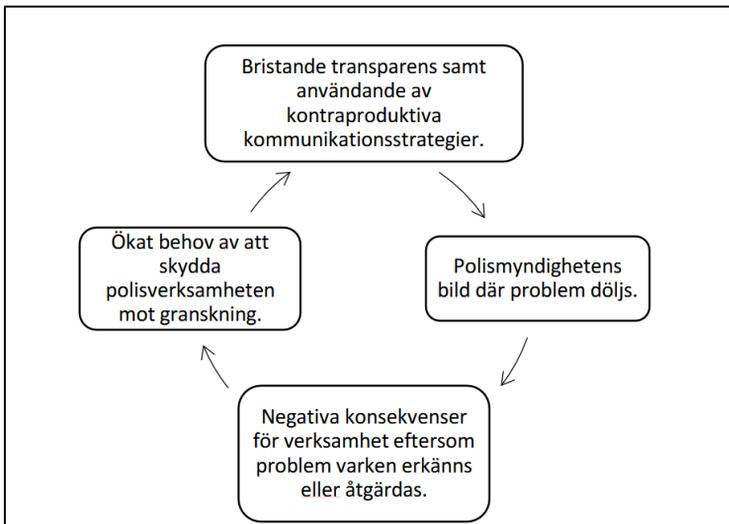 Bristande transparens samt
användande av
kontraproduktiva
kommunikationsstrategier.
Polismyndighetens
bild där problem döljs.
Negativa konsekvenser
för verksamhet eftersom
problem varken erkänns
eller åtgärdas.
Ökat behov av att
skydda
polisverksamheten
mot granskning.